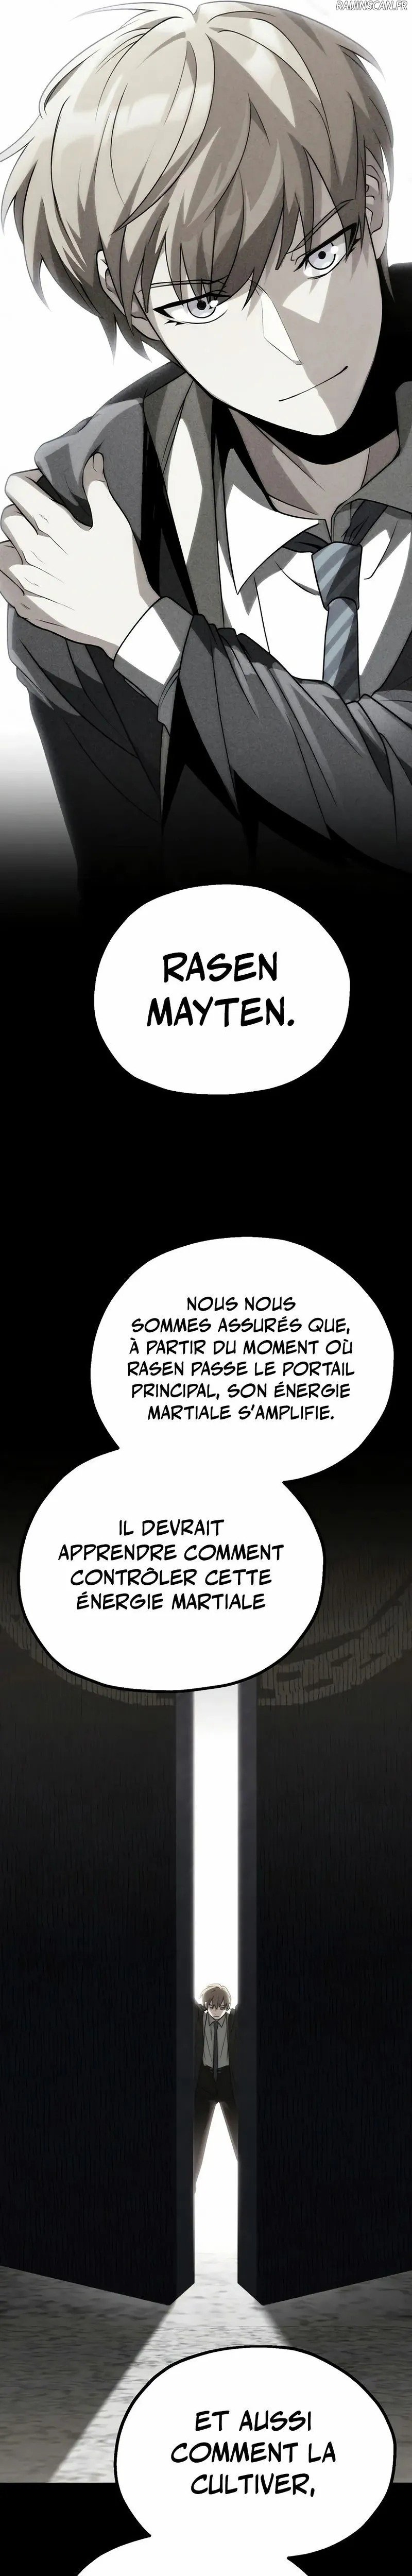 RAIJINSCAN.FR
RASEN
MAYTEN.
NOUS NOUS
SOMMES ASSURÉS QUE,
À PARTIR DU MOMENT OÙ
RASEN PASSE LE PORTAIL
PRINCIPAL, SON ÉNERGIE
MARTIALE S'AMPLIFIE.
IL DEVRAIT
APPRENDRE COMMENT
CONTRÔLER CETTE
ÉNERGIE MARTIALE
ET AUSSI
COMMENT LA
CULTIVER,